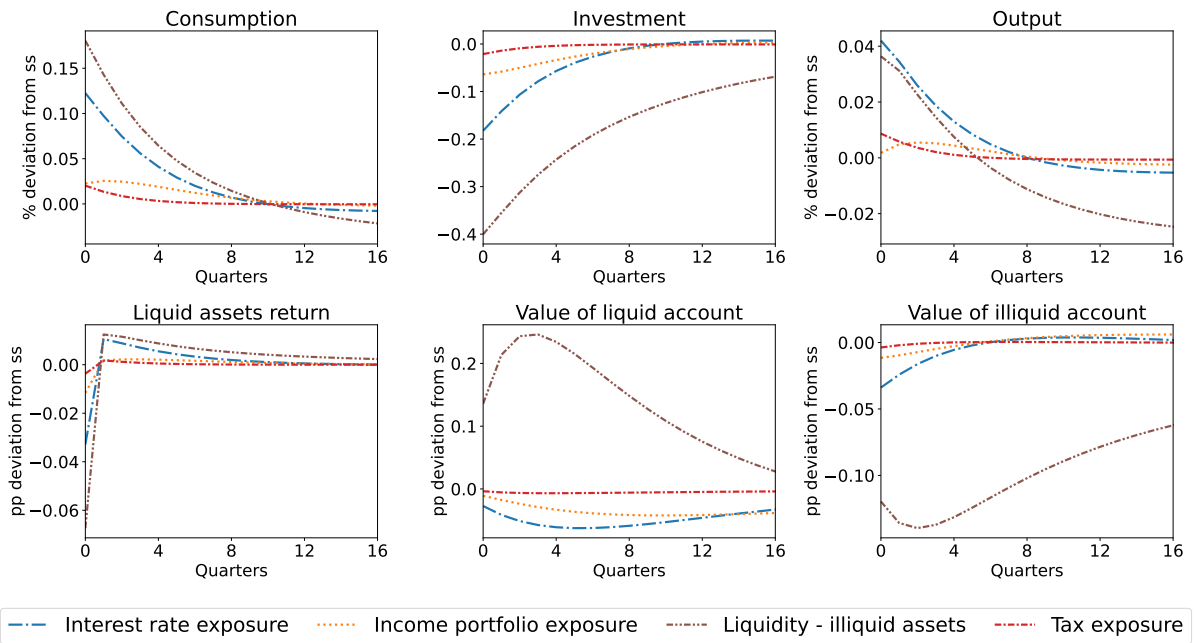 Consumption
Investment
Output
% deviation from ss
0.15
0.10
0.05
0.00
0 4 8 12 16
Quarters
0.0
−0.1
−0.2
−0.3
−0.4
0 4 8 12 16
Quarters
% deviation from ss
0.04
0.02
0.00
−0.02
0 4 8 12 16
Quarters
Liquid assets return
Value of liquid account
Value of illiquid account
pp deviation from ss
0.00
−0.02
−0.04
−0.06
0 4 8 12 16
Quarters
0.2
0.1
0.0
0 4 8 12 16
Quarters
pp deviation from ss
0.00
−0.05
−0.10
0 4 8 12 16
Quarters
Interest rate exposure
Income portfolio exposure
Liquidity - illiquid assets
Tax exposure